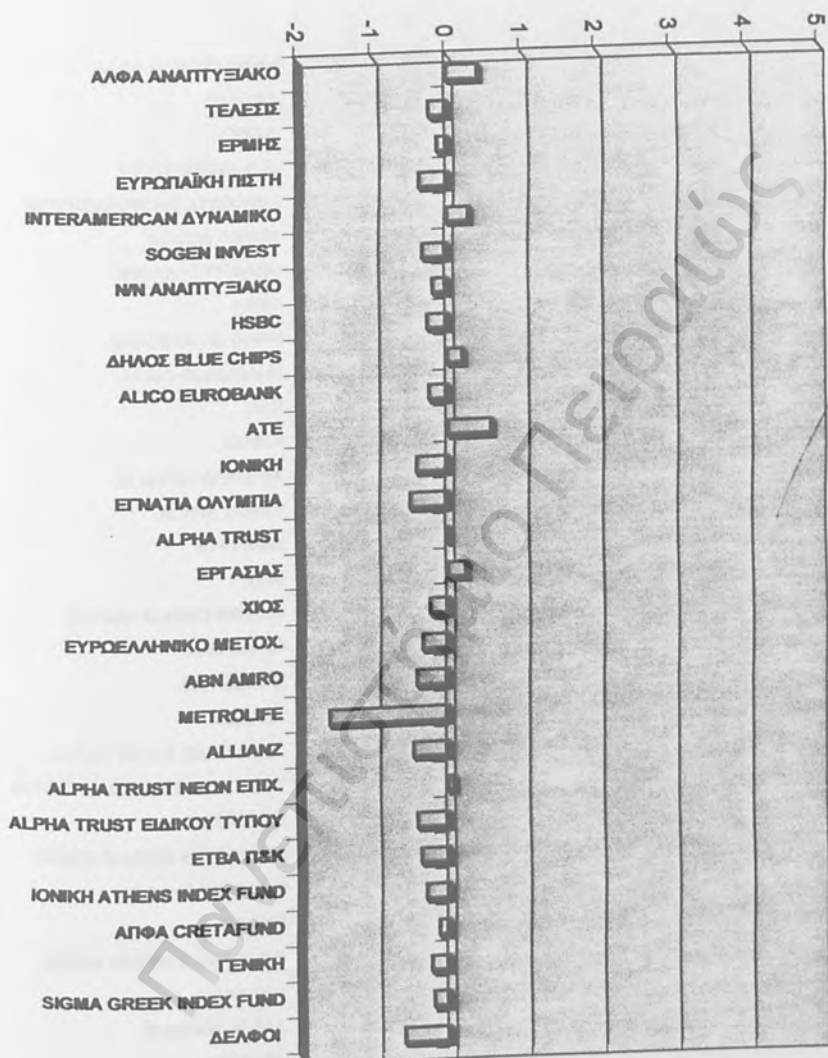 -2 -1 0 1 2 3 4 5
ΑΛΦΑ ΑΝΑΠΤΥΞΙΑΚΟ
ΤΕΛΕΣΙΣ
ΕΡΜΗΣ
ΕΥΡΩΠΑΪΚΗ ΠΙΣΤΗ
INTERAMERICAN ΔΥΝΑΜΙΚΟ
SOGEN INVEST
Ν/Ν ΑΝΑΠΤΥΞΙΑΚΟ
HSBC
ΔΗΛΟΣ BLUE CHIPS
ALICO EUROBANK
ΑΤΕ
ΙΟΝΙΚΗ
ΕΓΝΑΤΙΑ ΟΛΥΜΠΙΑ
ALPHA TRUST
ΕΡΓΑΣΙΑΣ
ΧΙΟΣ
ΕΥΡΩΕΛΛΗΝΙΚΟ ΜΕΤΟΧ.
ABN AMRO
METROLIFE
ALLIANZ
ALPHA TRUST ΝΕΩΝ ΕΠΙΧ.
ALPHA TRUST ΕΙΔΙΚΟΥ ΤΥΠΟΥ
ΕΤΒΑ Π&Κ
ΙΟΝΙΚΗ ATHENS INDEX FUND
ΑΠΦΑ CRETAFUND
ΓΕΝΙΚΗ
SIGMA GREEK INDEX FUND
ΔΕΛΦΟΙ
Πανεπιστήμιο Πειραιώς